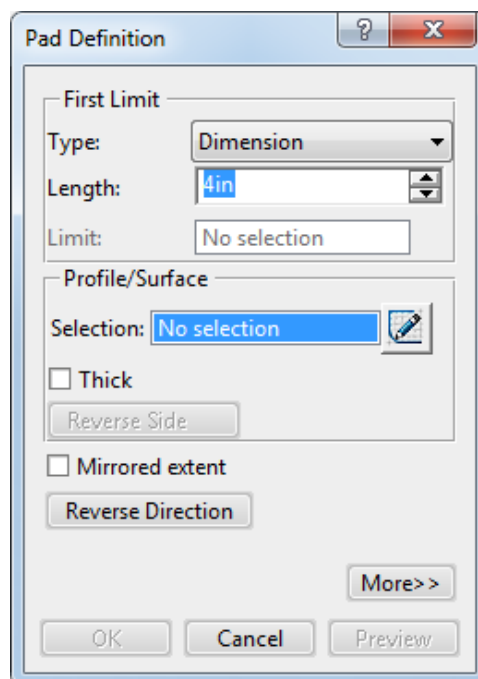 Pad Definition ?
First Limit
Type: Dimension
Length: 4in
Limit: No selection
Profile/Surface
Selection: No selection
Thick
Reverse Side
Mirrored extent
Reverse Direction
More>>
OK Cancel Preview